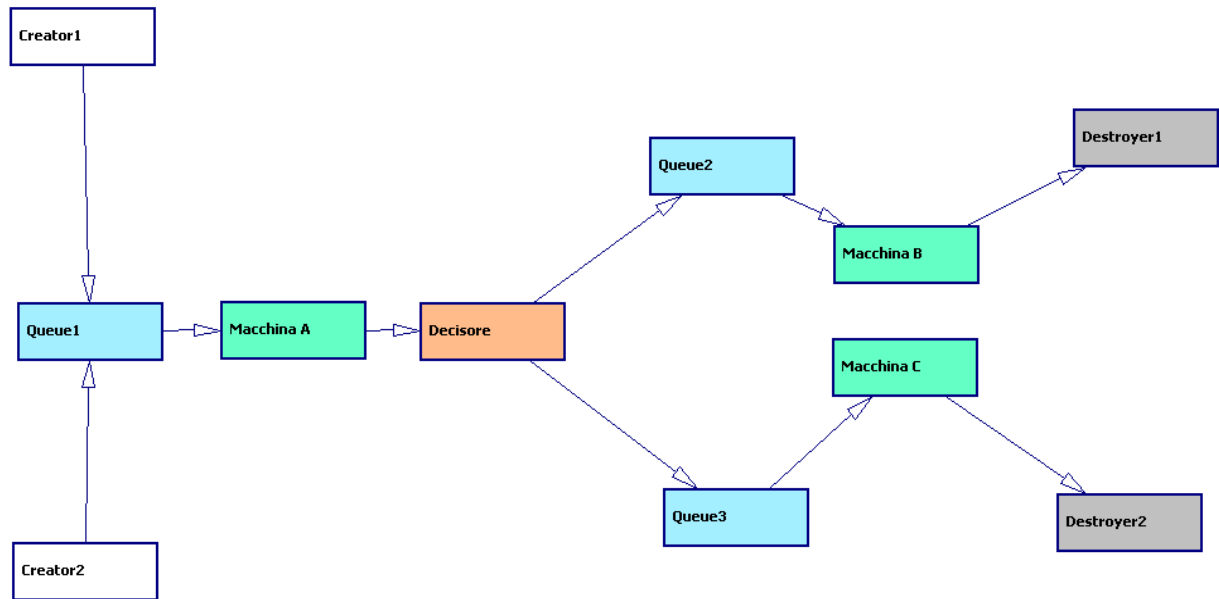 Creator1
Destroyer1
Queue2
Macchina B
Queue1
Macchina A
Decisore
Macchina C
Queue3
Destroyer2
Creator2